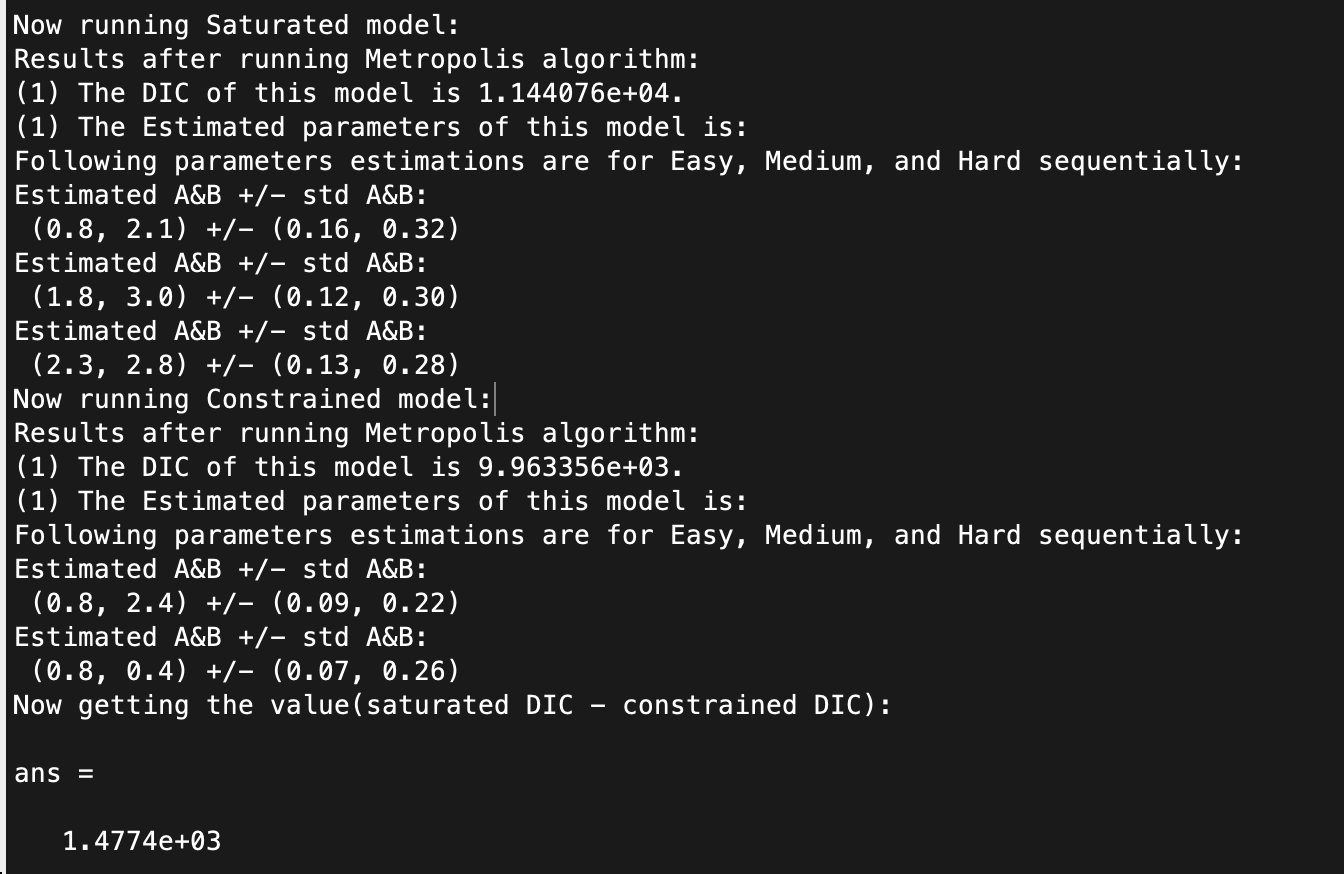 Now running Saturated model:
Results after running Metropolis algorithm:
(1) The DIC of this model is 1.144076e+04.
(1) The Estimated parameters of this model is:
Following parameters estimations are for Easy, Medium, and Hard sequentially:
Estimated A&B +/- std A&B:
(0.8, 2.1) +/- (0.16, 0.32)
Estimated A&B +/- std A&B:
(1.8, 3.0) +/- (0.12, 0.30)
Estimated A&B +/- std A&B:
(2.3, 2.8) +/- (0.13, 0.28)
Now running Constrained model:
Results after running Metropolis algorithm:
(1) The DIC of this model is 9.963356e+03.
(1) The Estimated parameters of this model is:
Following parameters estimations are for Easy, Medium, and Hard sequentially:
Estimated A&B +/- std A&B:
(0.8, 2.4) +/- (0.09, 0.22)
Estimated A&B +/- std A&B:
(0.8, 0.4) +/- (0.07, 0.26)
Now getting the value(saturated DIC - constrained DIC):
ans =
1.4774e+03